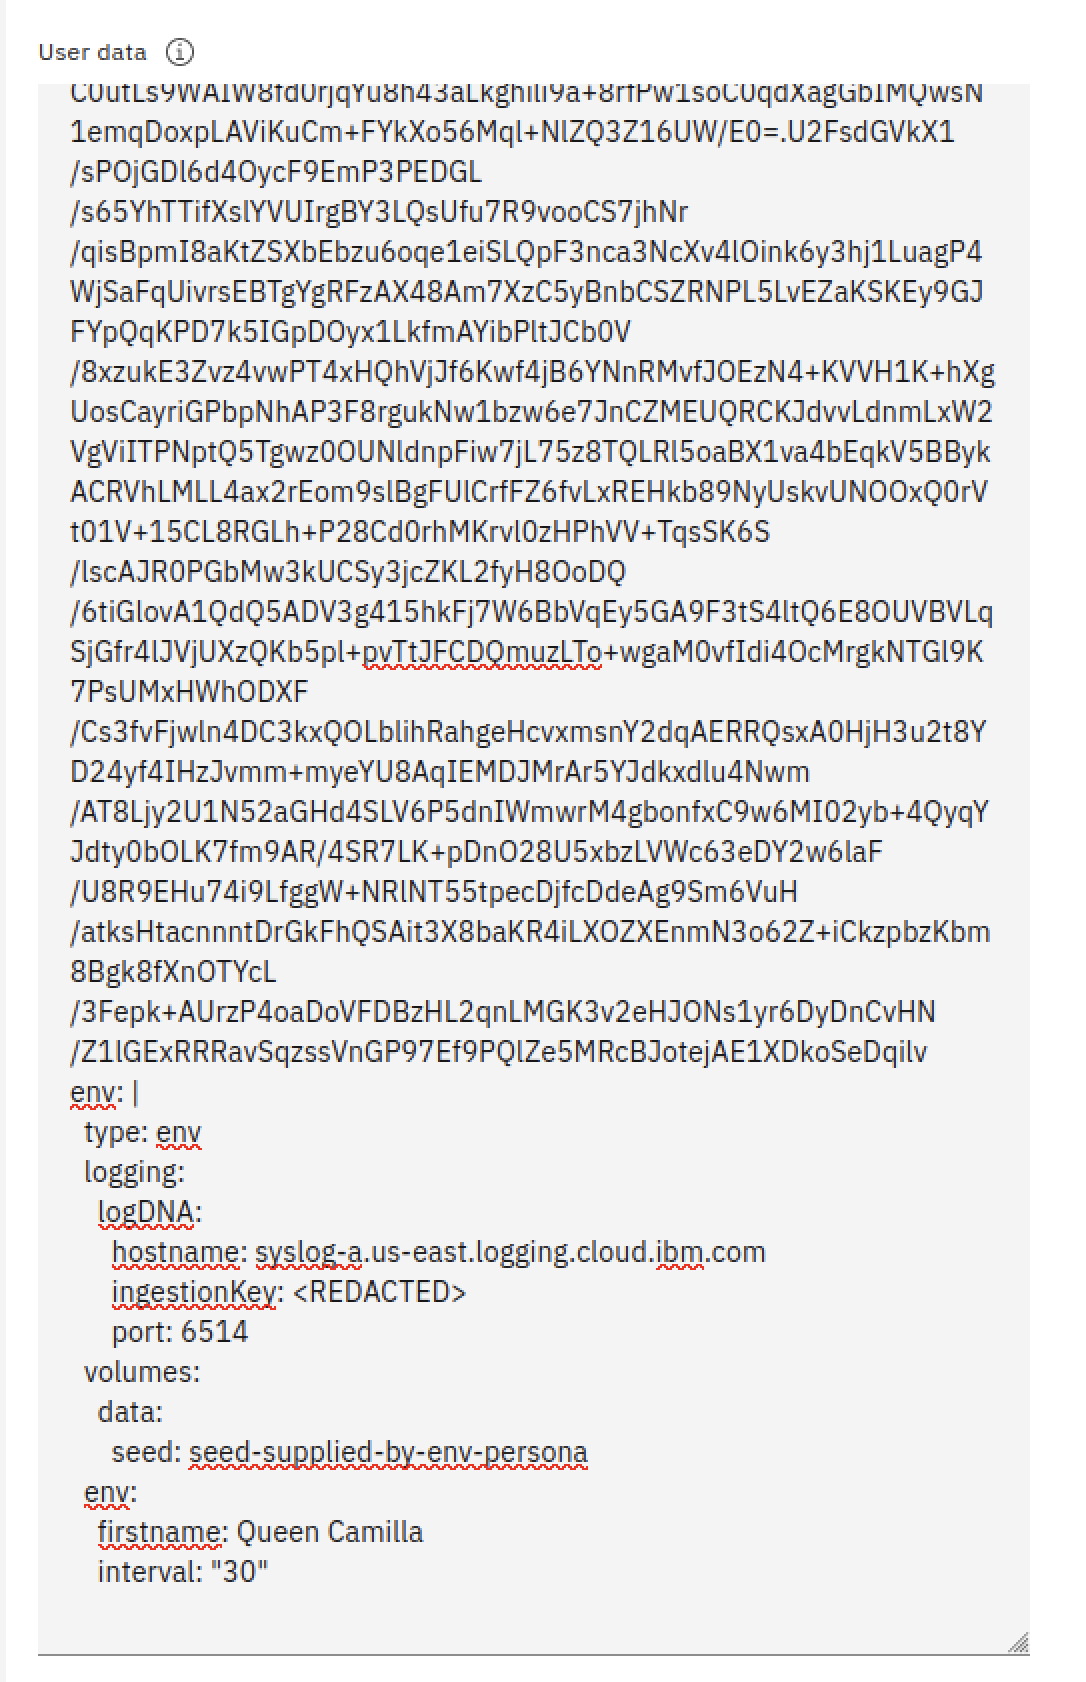 User data
C0utLs9WAIW8fd0rjqYu8h43aLkghili9a+8rfPw1soC0qdXagGbIMQwsN
1emqDoxpLAViKuCm+FYkXo56Mql+NlZQ3Z16UW/E0=.U2FsdGVkX1
/sPOjGDl6d4OycF9EmP3PEDGL
/s65YhTTifXslYVUIrgBY3LQsUfu7R9vooCS7jhNr
/qisBpmI8aKtZSXbEbzu6oqe1eiSLQpF3nca3NcXv4lOink6y3hj1LuagP4
WjSaFqUivrsEBTgYgRFzAX48Am7XzC5yBnbCSZRNPL5LvEZaKSKEy9GJ
FYpQqKPD7k5IGpDOyx1LkfmAYibPltJCb0V
/8xzukE3Zvz4vwPT4xHQhVjJf6Kwf4jB6YNnRMvfJOEzN4+KVVH1K+hXg
UosCayriGPbpNhAP3F8rgukNw1bzw6e7JnCZMEUQRCKJdvvLdnmLxW2
VgViITPNptQ5Tgwz0OUNldnpFiw7jL75z8TQLRl5oaBX1va4bEqkV5BByk
ACRVhLMLL4ax2rEom9slBgFUlCrfFZ6fvLxREHkb89NyUskvUNOOxQ0rV
t01V+15CL8RGLh+P28Cd0rhMKrvl0zHPhVV+TqsSK6S
/lscAJR0PGbMw3kUCSy3jcZKL2fyH8OoDQ
/6tiGlovA1QdQ5ADV3g415hkFj7W6BbVqEy5GA9F3tS4ltQ6E8OUVBVLq
SjGfr4lJVjUXzQKb5pl+pvTtJFCDQmuzLTo+wgaM0vfIdi4OcMrgkNTGl9K
7PsUMxHWhODXF
/Cs3fvFjwln4DC3kxQOLblihRahgeHcvxmsnY2dqAERRQsxA0HjH3u2t8Y
D24yf4IHzJvmm+myeYU8AqIEMDJMrAr5YJdkxdlu4Nwm
/AT8Ljy2U1N52aGHd4SLV6P5dnIWmwrM4gbonfxC9w6MI02yb+4QyqY
Jdty0bOLK7fm9AR/4SR7LK+pDnO28U5xbzLVWc63eDY2w6laF
/U8R9EHu74i9LfggW+NRlNT55tpecDjfcDdeAg9Sm6VuH
/atksHtacnnntDrGkFhQSAit3X8baKR4iLXOZXEnmN3o62Z+iCkzpbzKbm
8Bgk8fXnOTYcL
/3Fepk+AUrzP4oaDoVFDBzHL2qnLMGK3v2eHJONs1yr6DyDnCvHN
/Z1lGExRRRavSqzssVnGP97Ef9PQlZe5MRcBJotejAE1XDkoSeDqilv
env: |
  type: env
  logging:
    logDNA:
      hostname: syslog-a.us-east.logging.cloud.ibm.com
      ingestionKey: <REDACTED>
      port: 6514
  volumes:
    data:
      seed: seed-supplied-by-env-persona
  env:
    firstname: Queen Camilla
    interval: "30"